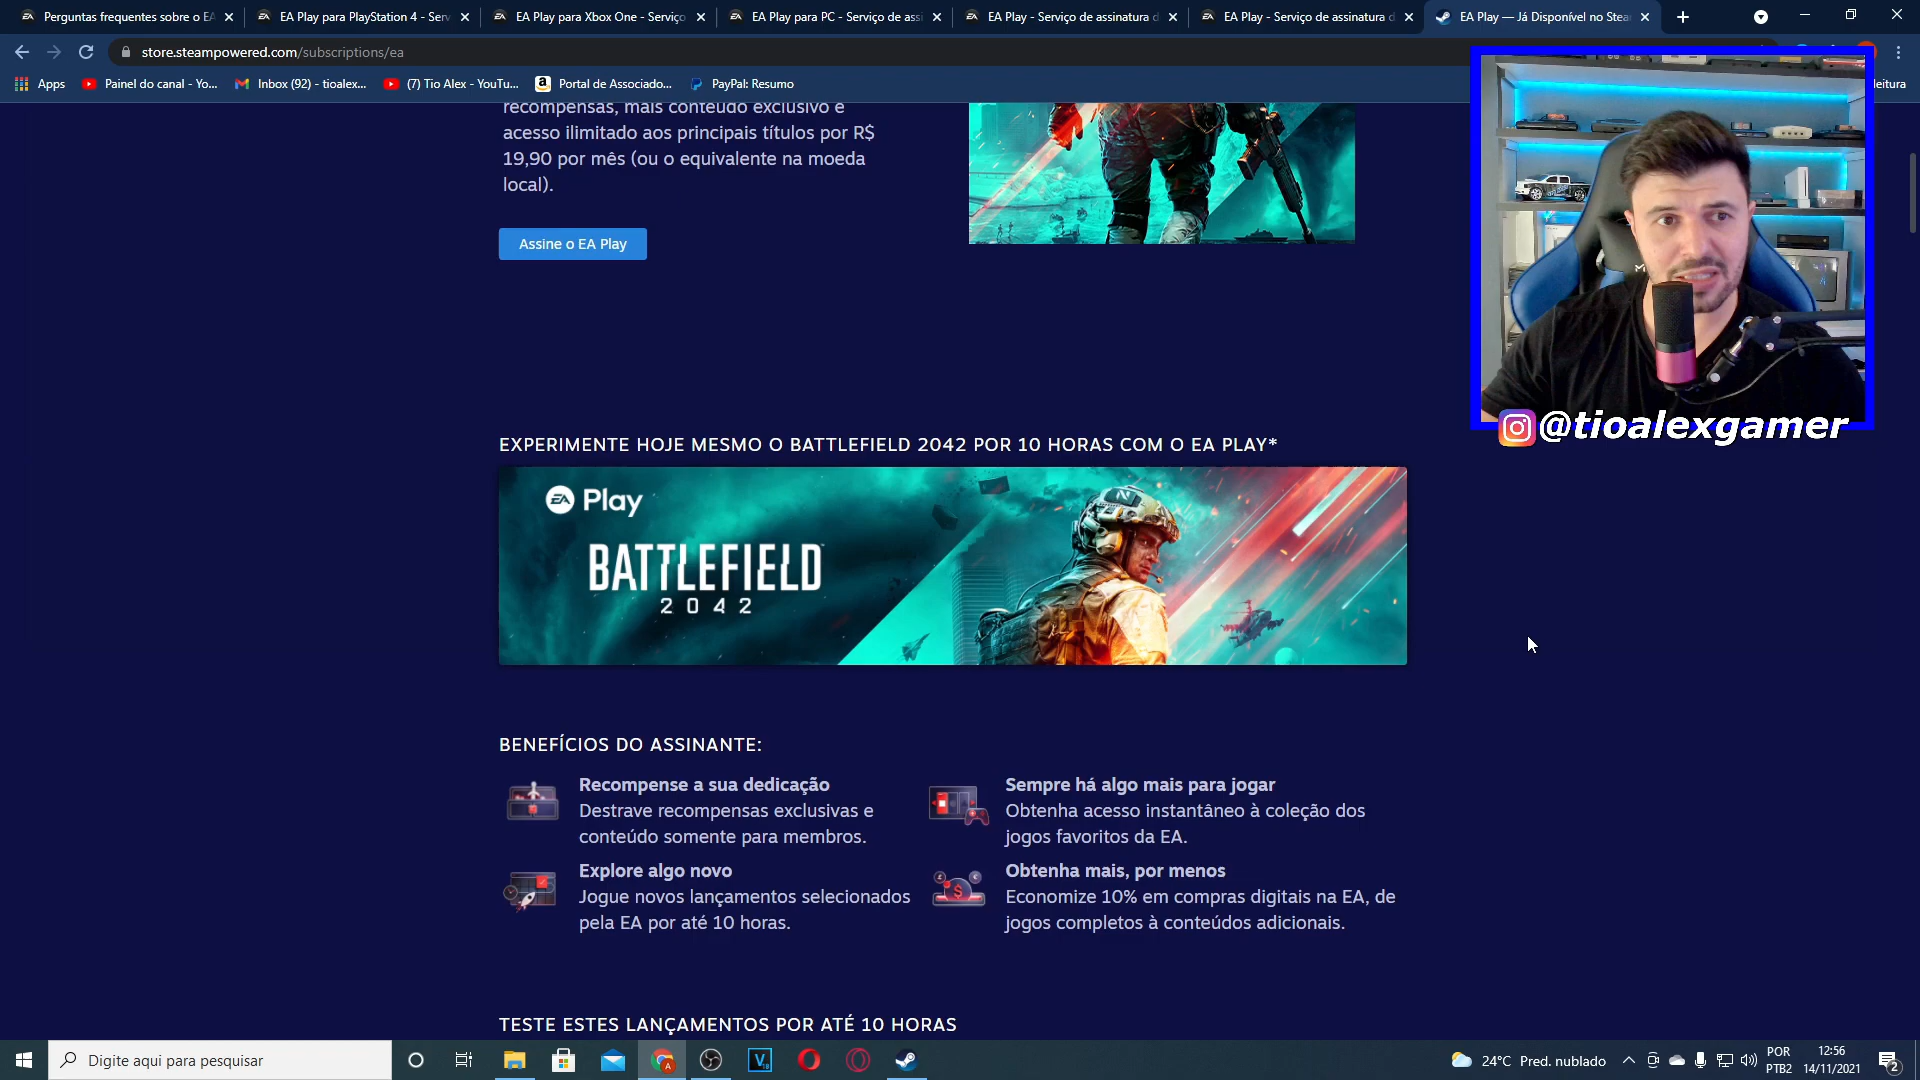 Perguntas frequentes sobre o EA
EA Play para PlayStation 4 - Serv
EA Play para Xbox One - Serviço
EA Play para PC - Serviço de assi
EA Play - Serviço de assinatura d
EA Play - Serviço de assinatura d
EA Play — Já Disponível no Stea
store.steampowered.com/subscriptions/ea
Apps
Painel do canal - Yo...
Inbox (92) - tioalex...
(7) Tio Alex - YouTu...
Portal de Associado...
PayPal: Resumo
leitura
recompensas, mais conteúdo exclusivo e
acesso ilimitado aos principais títulos por R$
19,90 por mês (ou o equivalente na moeda
local).
Assine o EA Play
@tioalexgamer
EXPERIMENTE HOJE MESMO O BATTLEFIELD 2042 POR 10 HORAS COM O EA PLAY*
EA Play
BATTLEFIELD
2042
BENEFÍCIOS DO ASSINANTE:
Recompense a sua dedicação
Destrave recompensas exclusivas e
conteúdo somente para membros.
Sempre há algo mais para jogar
Obtenha acesso instantâneo à coleção dos
jogos favoritos da EA.
Explore algo novo
Jogue novos lançamentos selecionados
pela EA por até 10 horas.
Obtenha mais, por menos
Economize 10% em compras digitais na EA, de
jogos completos à conteúdos adicionais.
TESTE ESTES LANÇAMENTOS POR ATÉ 10 HORAS
Digite aqui para pesquisar
24°C Pred. nublado
POR
PTB2
12:56
14/11/2021
2